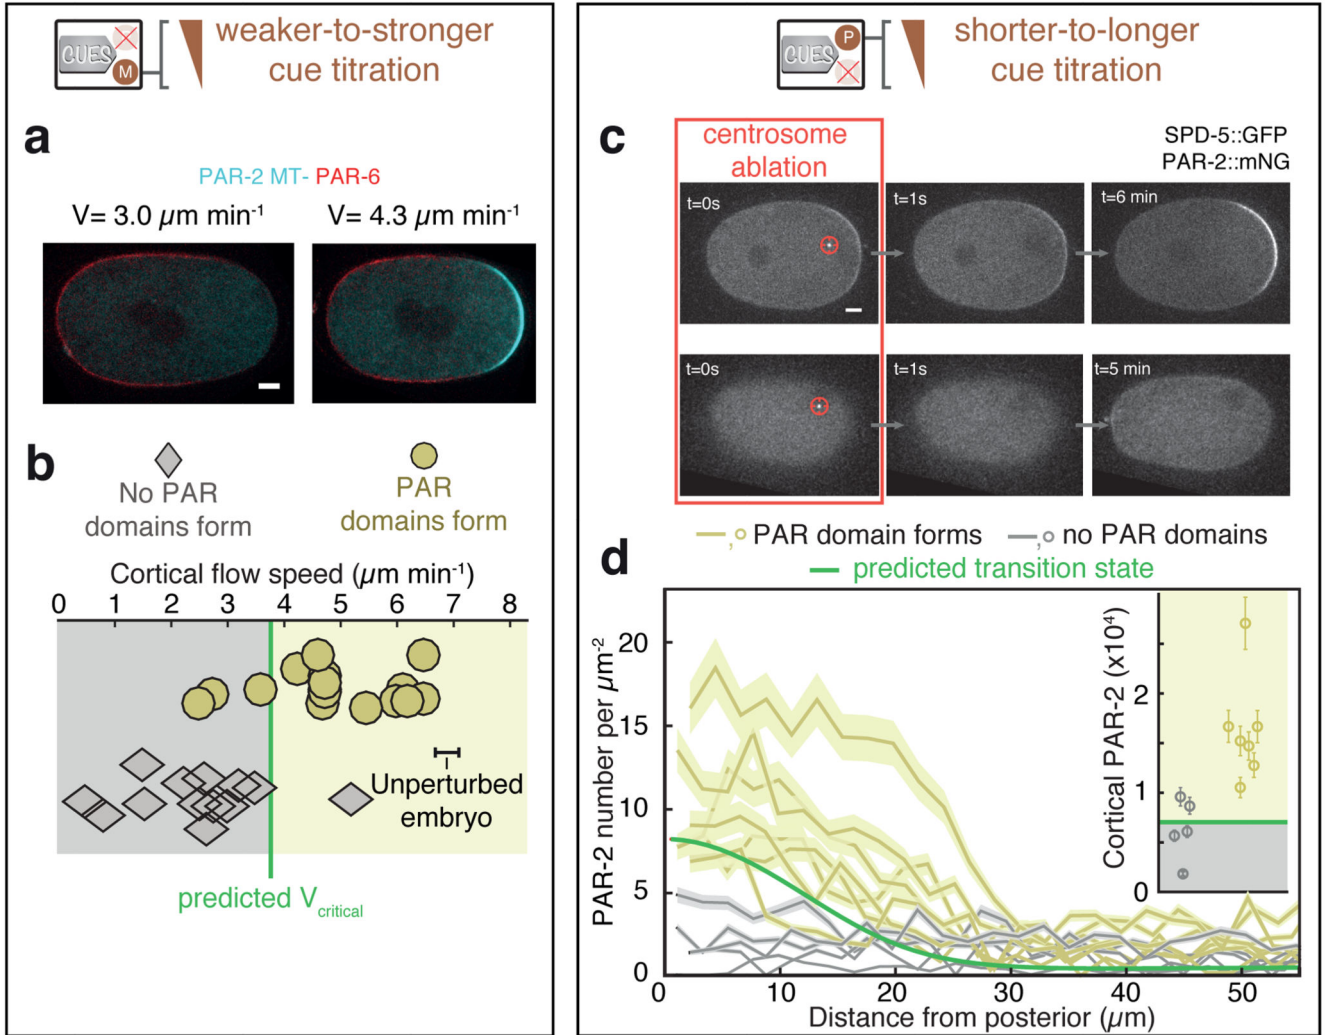 CUES
M
weaker-to-stronger
cue titration
a
PAR-2 MT- PAR-6
V= 3.0 µm min-1
V= 4.3 µm min-1
b
No PAR
domains form
PAR
domains form
Cortical flow speed (µm min-1)
0 1 2 3 4 5 6 7 8
Unperturbed
embryo
predicted Vcritical
CUES
P
shorter-to-longer
cue titration
c
centrosome
ablation
SPD-5::GFP
PAR-2::mNG
t=0s
t=1s
t=6 min
t=0s
t=1s
t=5 min
d
PAR domain forms
no PAR domains
predicted transition state
PAR-2 number per µm-2
20
15
10
5
0
Cortical PAR-2 (x104)
2
1
0
0 10 20 30 40 50
Distance from posterior (µm)